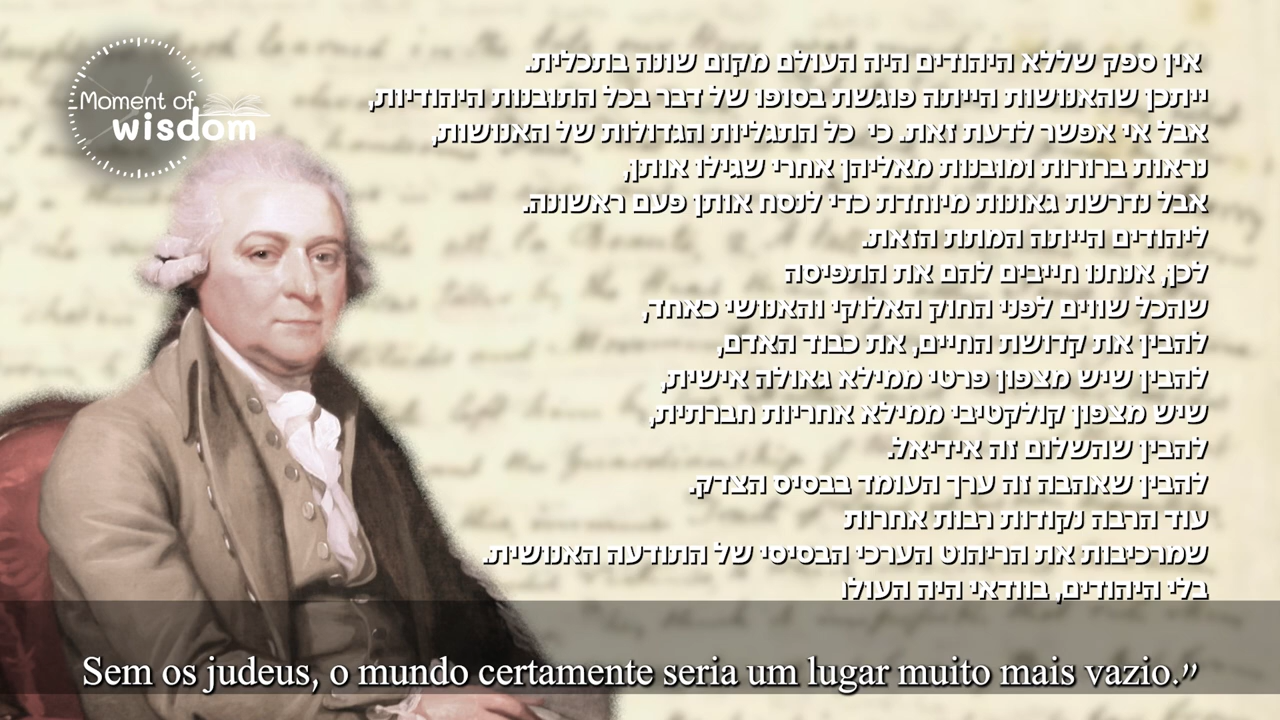 Moment of
wisdom
אין ספק שללא היהודים היה העולם מקום שונה בתכלית.
ייתכן שהאנושות הייתה פוגשת בסופו של דבר בכל התובנות היהודיות,
אבל אי אפשר לדעת זאת. כי כל התגליות הגדולות של האנושות,
נראות ברורות ומובנות מאליהן אחרי שגילו אותן,
אבל נדרשת גאונות מיוחדת כדי לנסח אותן פעם ראשונה.
ליהודים הייתה המתת הזאת.
לכן, אנחנו חייבים להם את התפיסה
שהכל שווים לפני החוק האלוקי והאנושי כאחד,
להבין את קדושת החיים, את כבוד האדם,
להבין שיש מצפון פרטי ממילא גאולה אישית,
שיש מצפון קולקטיבי ממילא אחריות חברתית,
להבין שהשלום זה אידיאל.
להבין שאהבה זה ערך העומד בבסיס הצדק.
עוד הרבה נקודות רבות אחרות
שמרכיבות את הריהוט הערכי הבסיסי של התודעה האנושית.
בלי היהודים, בוודאי היה העולו
Sem os judeus, o mundo certamente seria um lugar muito mais vazio.”